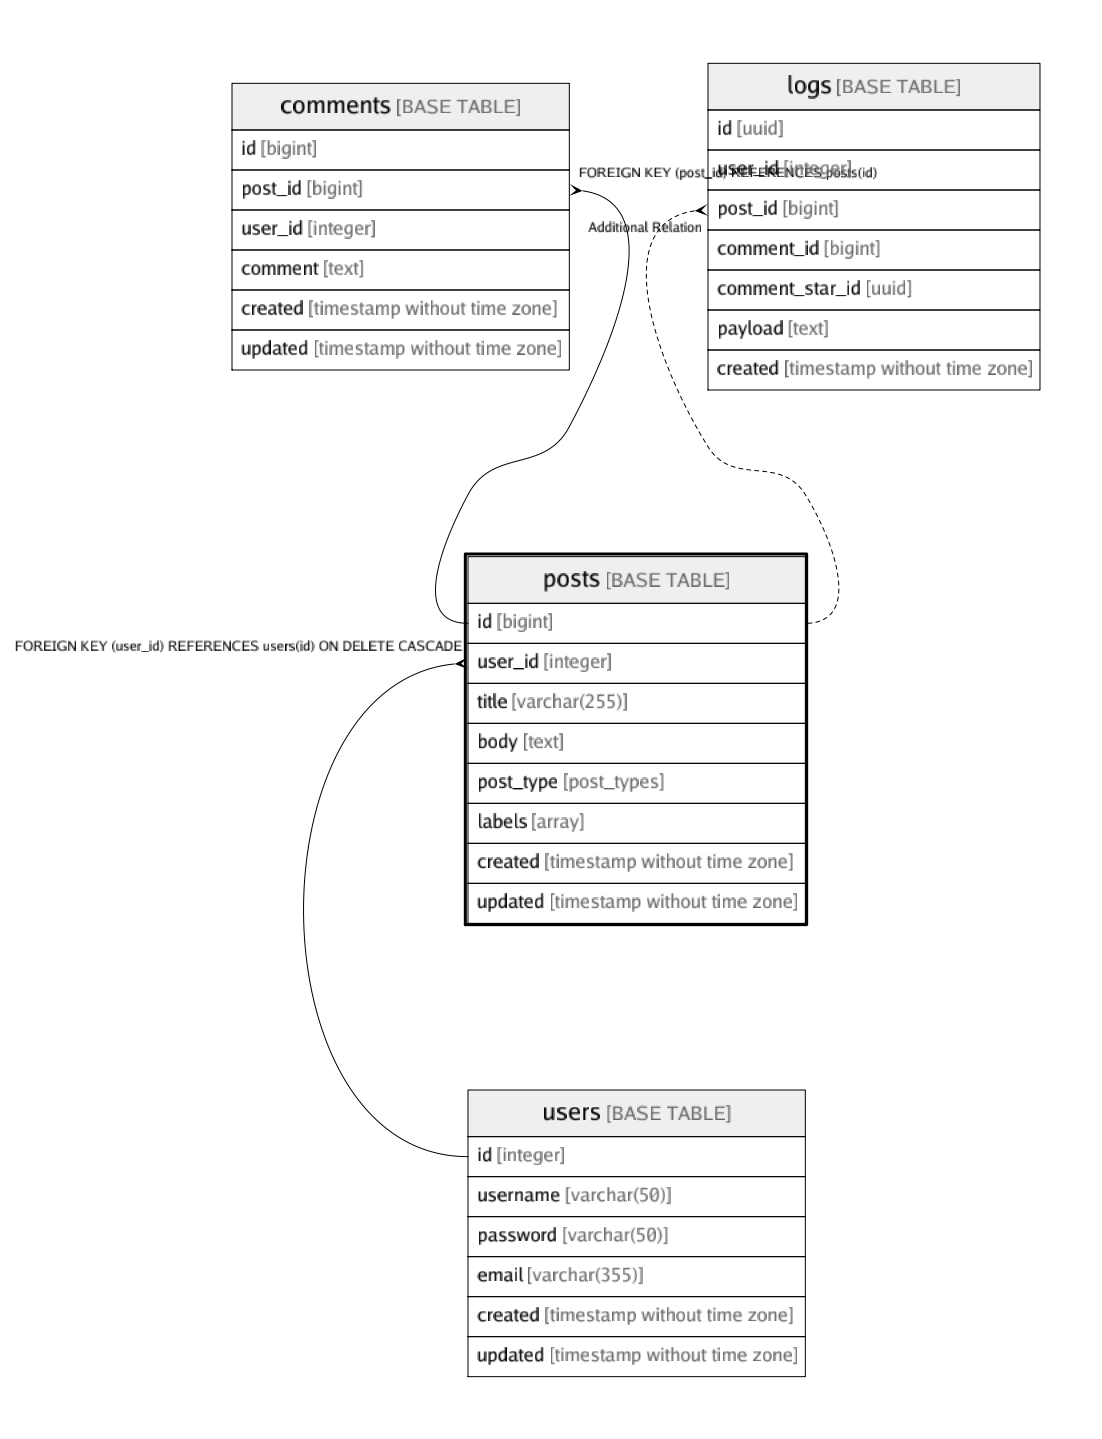 comments [BASE TABLE]
id [bigint]
post_id [bigint]
user_id [integer]
comment [text]
created [timestamp without time zone]
updated [timestamp without time zone]
logs [BASE TABLE]
id [uuid]
user_id [integer]
post_id [bigint]
comment_id [bigint]
comment_star_id [uuid]
payload [text]
created [timestamp without time zone]
FOREIGN KEY (post_id) REFERENCES posts(id)
Additional Relation
posts [BASE TABLE]
id [bigint]
user_id [integer]
title [varchar(255)]
body [text]
post_type [post_types]
labels [array]
created [timestamp without time zone]
updated [timestamp without time zone]
FOREIGN KEY (user_id) REFERENCES users(id) ON DELETE CASCADE
users [BASE TABLE]
id [integer]
username [varchar(50)]
password [varchar(50)]
email [varchar(355)]
created [timestamp without time zone]
updated [timestamp without time zone]